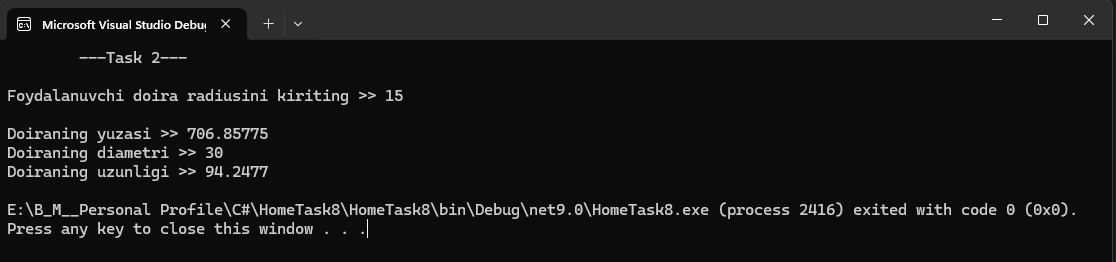 Microsoft Visual Studio Debug
---Task 2---
Foydalanuvchi doira radiusini kiriting >> 15
Doiraning yuzasi >> 706.85775
Doiraning diametri >> 30
Doiraning uzunligi >> 94.2477
E:\B_M__Personal Profile\C#\HomeTask8\HomeTask8\bin\Debug\net9.0\HomeTask8.exe (process 2416) exited with code 0 (0x0).
Press any key to close this window . . .